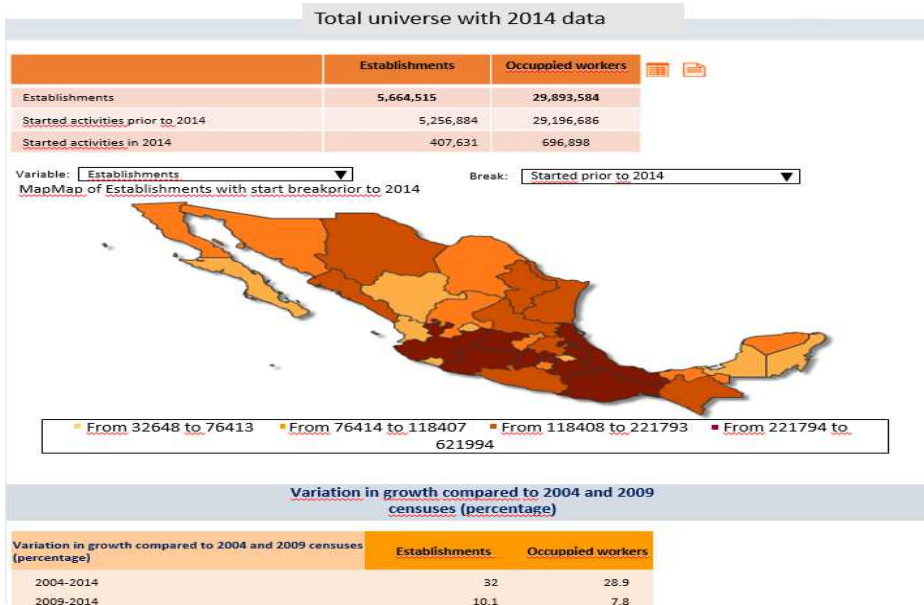 Total universe with 2014 data
Establishments Occuppied workers
Establishments 5,664,515 29,893,584
Started activities prior to 2014 5,256,884 29,196,686
Started activities in 2014 407,631 696,898
Variable: Establishments Break: Started prior to 2014
MapMap of Establishments with start breakprior to 2014
From 32648 to 76413 From 76414 to 118407 From 118408 to 221793 From 221794 to
621994
Variation in growth compared to 2004 and 2009
censuses (percentage)
Variation in growth compared to 2004 and 2009 censuses
(percentage) Establishments Occuppied workers
2004-2014 32 28.9
2009-2014 10.1 7.8